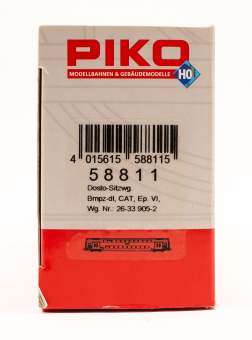 PIKO
MODELLBAHNEN & GEBÄUDEMODELLE
H0
4 015615 588115
58811
Dosto-Sitzwg.
Bmpz-dl, CAT, Ep. VI,
Wg. Nr.: 26-33 905-2